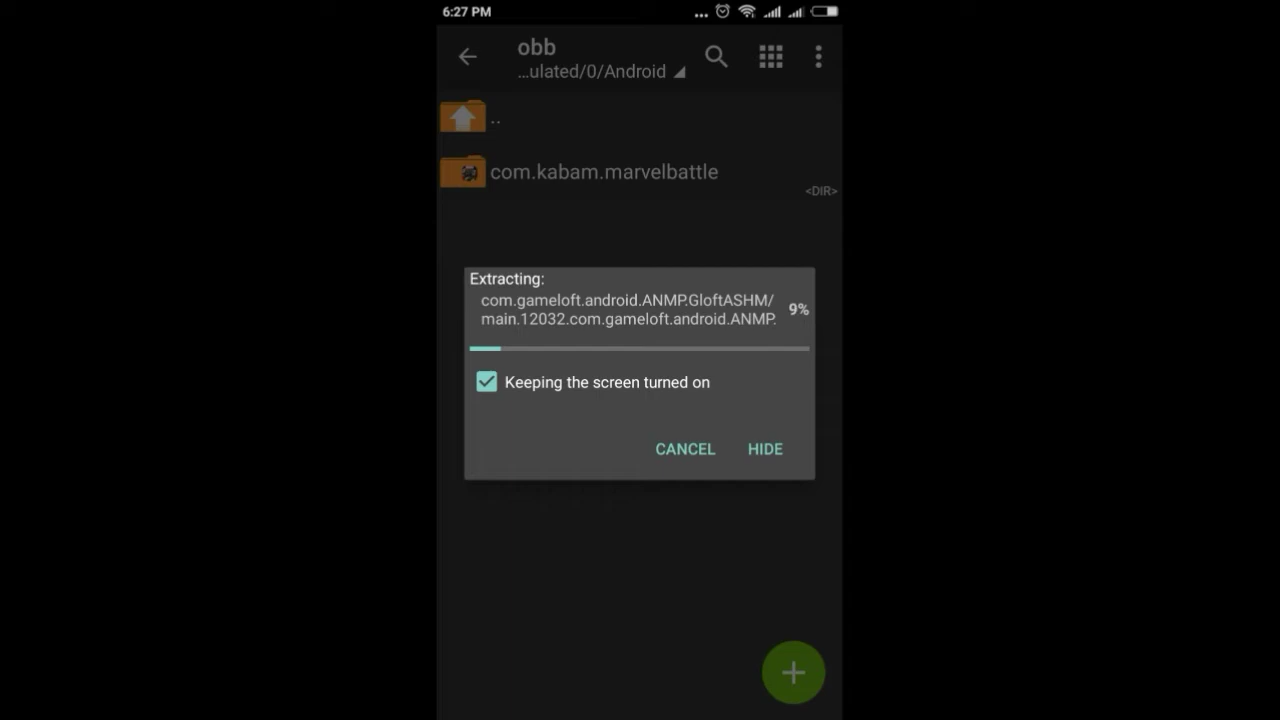 6:27 PM
obb
...ulated/0/Android
..
com.kabam.marvelbattle
<DIR>
Extracting:
com.gameloft.android.ANMP.GloftASHM/
main.12032.com.gameloft.android.ANMP.
9%
Keeping the screen turned on
CANCEL HIDE